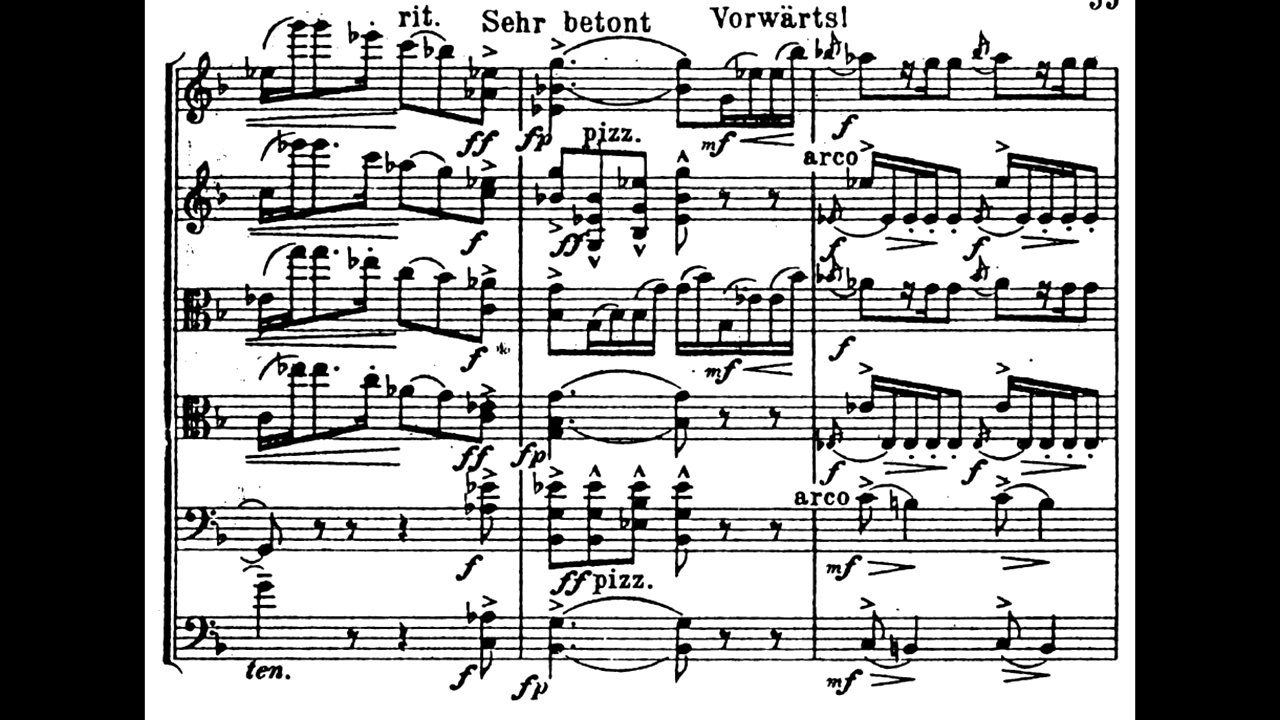 rit. Sehr betont Vorwärts!
ff fp pizz. mf f
arco
f ff f f
f mf f
ff fp f f
arco
f ff pizz. mf
ten. f fp mf